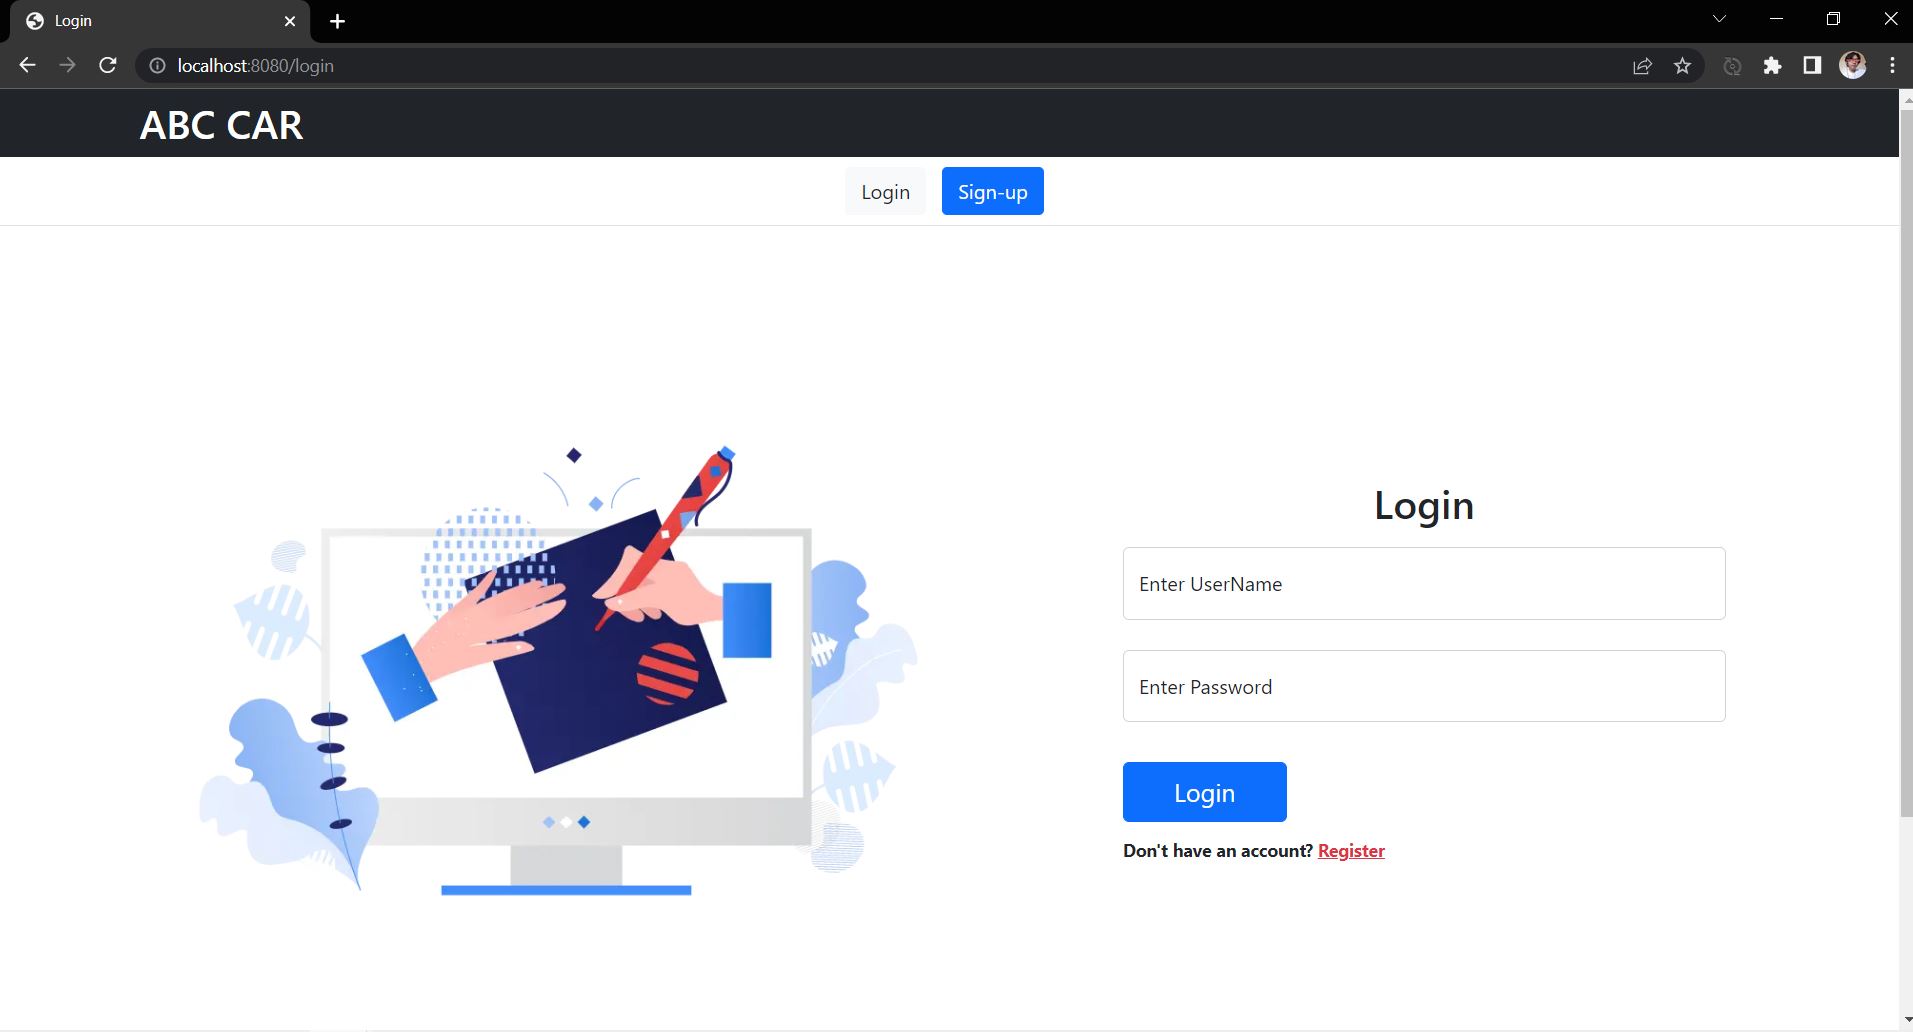 Login
localhost:8080/login
ABC CAR
Login Sign-up
Login
Enter UserName
Enter Password
Login
Don't have an account? Register